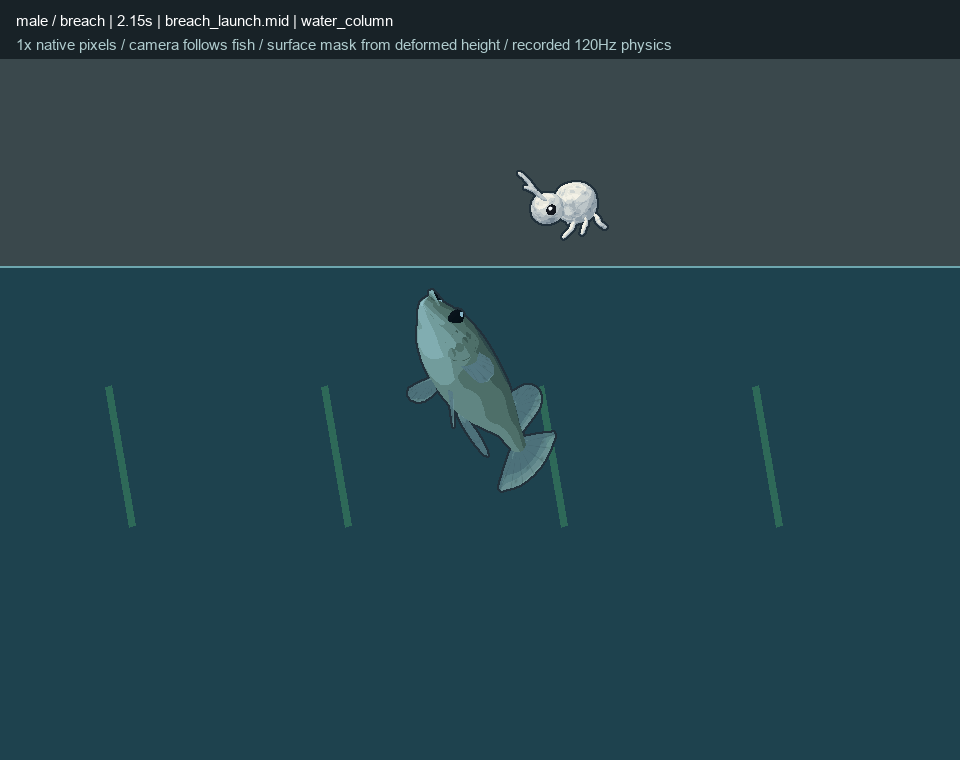 male / breach | 2.15s | breach_launch.mid | water_column
1x native pixels / camera follows fish / surface mask from deformed height / recorded 120Hz physics